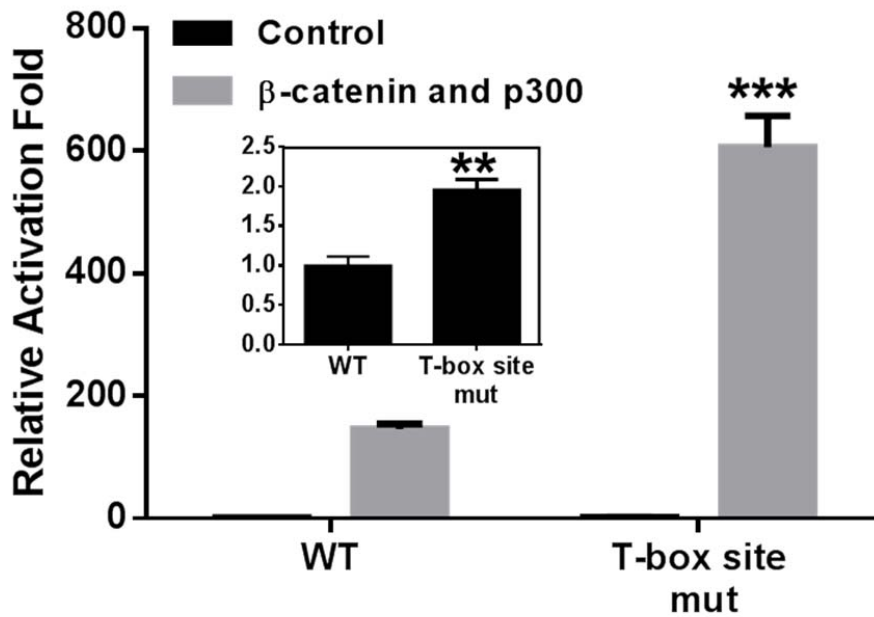 Relative Activation Fold
800
600
400
200
0
Control
β-catenin and p300
2.5
2.0
1.5
1.0
0.5
0.0
**
WT
T-box site
mut
***
WT
T-box site
mut